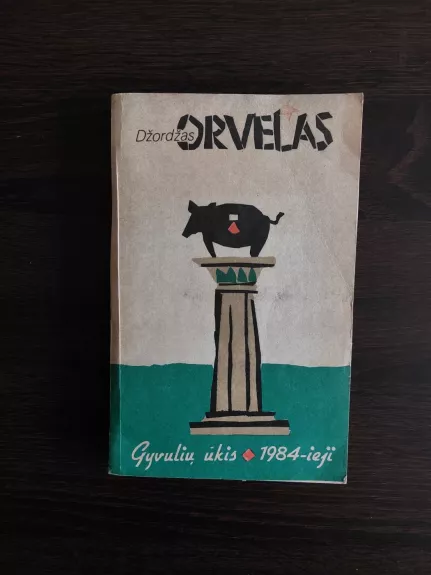 Džordžas ORVELAS
Gyvulių ūkis ◆ 1984-ieji